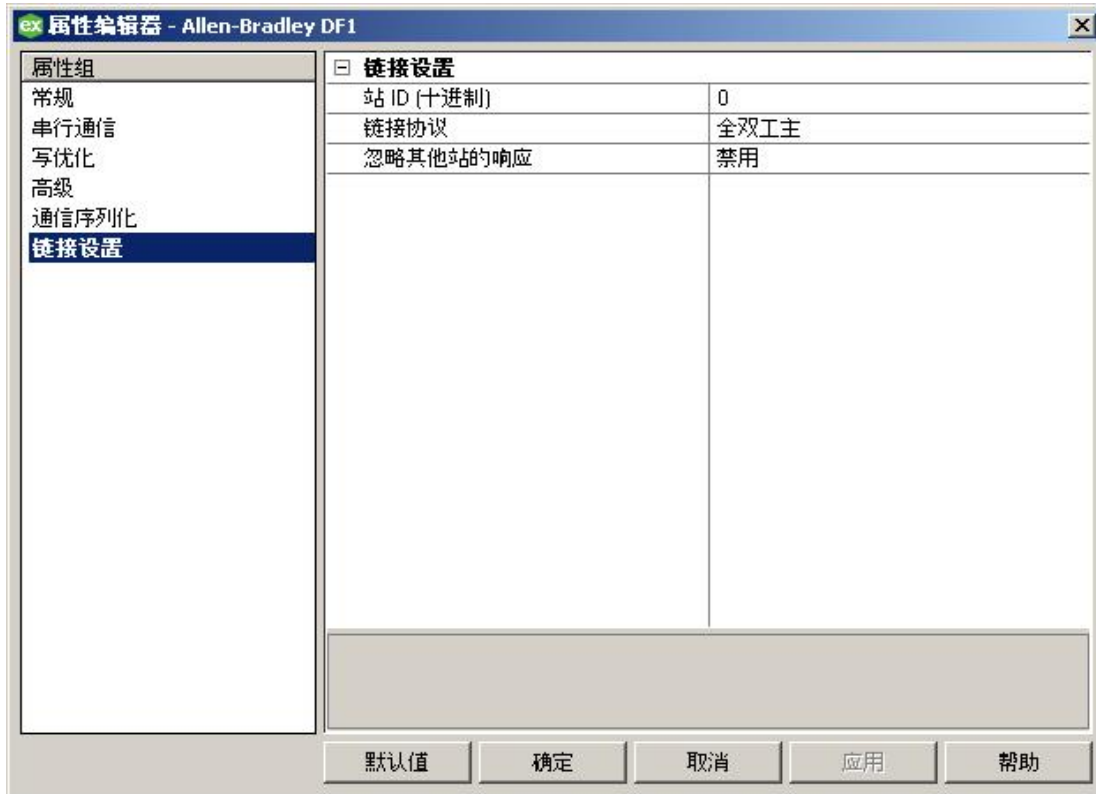 ex 属性编辑器 - Allen-Bradley DF1
属性组
常规
串行通信
写优化
高级
通信序列化
链接设置
链接设置
站 ID (十进制) 0
链接协议 全双工主
忽略其他站的响应 禁用
默认值 确定 取消 应用 帮助